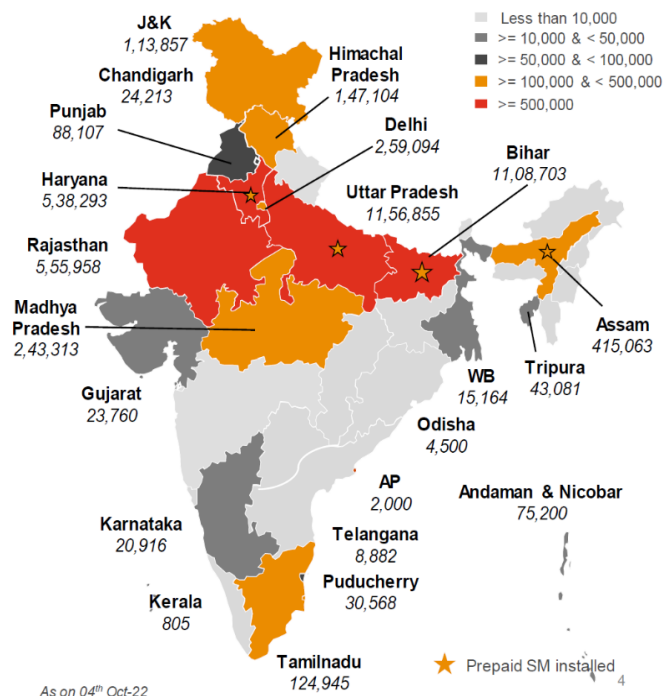 J&K
1,13,857
Chandigarh
24,213
Punjab
88,107
Haryana
5,38,293
Rajasthan
5,55,958
Madhya
Pradesh
2,43,313
Gujarat
23,760
Himachal
Pradesh
1,47,104
Delhi
2,59,094
Uttar Pradesh
11,56,855
Bihar
11,08,703
Less than 10,000
>= 10,000 & < 50,000
>= 50,000 & < 100,000
>= 100,000 & < 500,000
>= 500,000
Assam
415,063
Tripura
43,081
WB
15,164
Odisha
4,500
AP
2,000
Andaman & Nicobar
75,200
Karnataka
20,916
Telangana
8,882
Puducherry
30,568
Kerala
805
Tamilnadu
124,945
Prepaid SM installed
4
As on 04th Oct-22